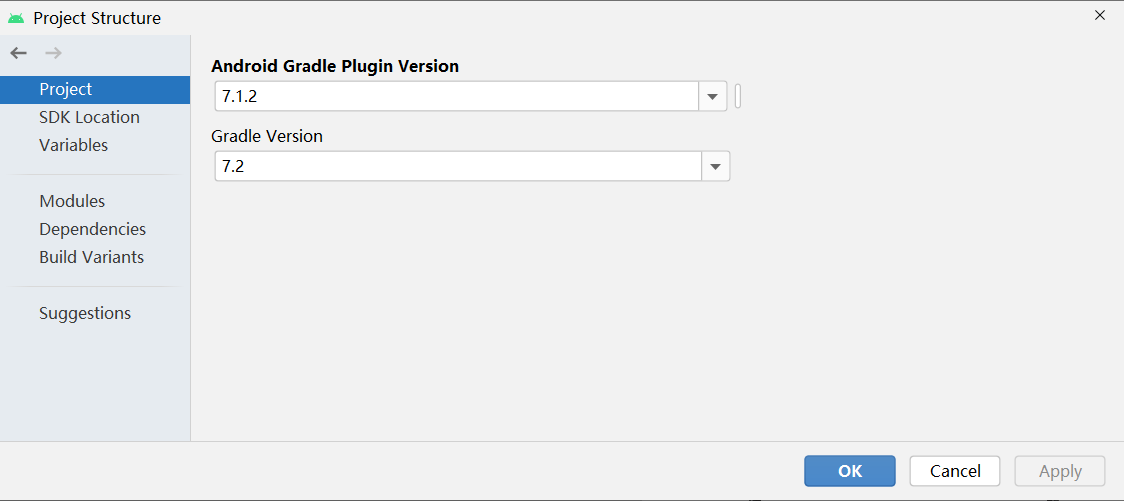 Project Structure
Project
SDK Location
Variables
Modules
Dependencies
Build Variants
Suggestions
Android Gradle Plugin Version
7.1.2
Gradle Version
7.2
OK
Cancel
Apply